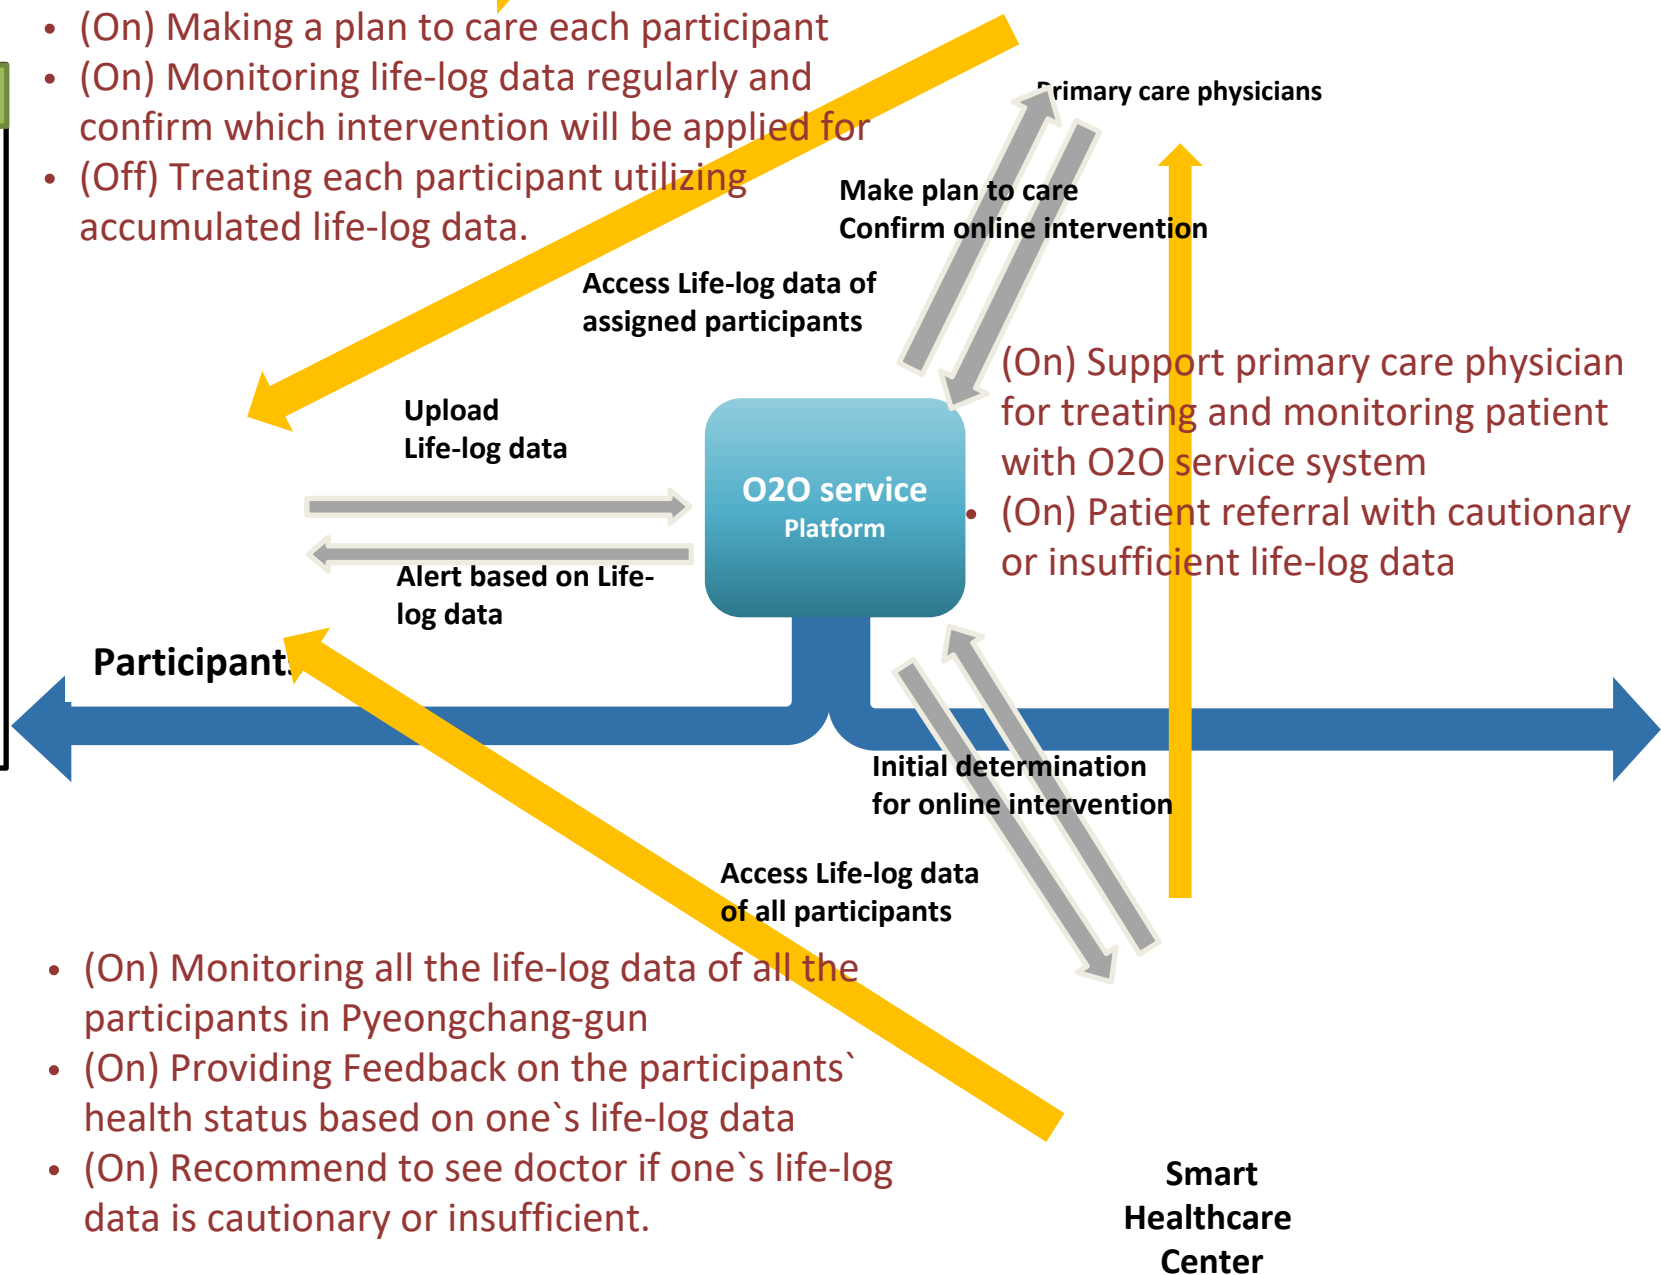 • (On) Making a plan to care each participant
• (On) Monitoring life-log data regularly and
confirm which intervention will be applied for
• (Off) Treating each participant utilizing
accumulated life-log data.
Primary care physicians
Make plan to care
Confirm online intervention
Access Life-log data of
assigned participants
(On) Support primary care physician
for treating and monitoring patient
with O2O service system
• (On) Patient referral with cautionary
or insufficient life-log data
Upload
Life-log data
O2O service
Platform
Alert based on Life-
log data
Participants
Initial determination
for online intervention
Access Life-log data
of all participants
• (On) Monitoring all the life-log data of all the
participants in Pyeongchang-gun
• (On) Providing Feedback on the participants`
health status based on one`s life-log data
• (On) Recommend to see doctor if one`s life-log
data is cautionary or insufficient.
Smart
Healthcare
Center